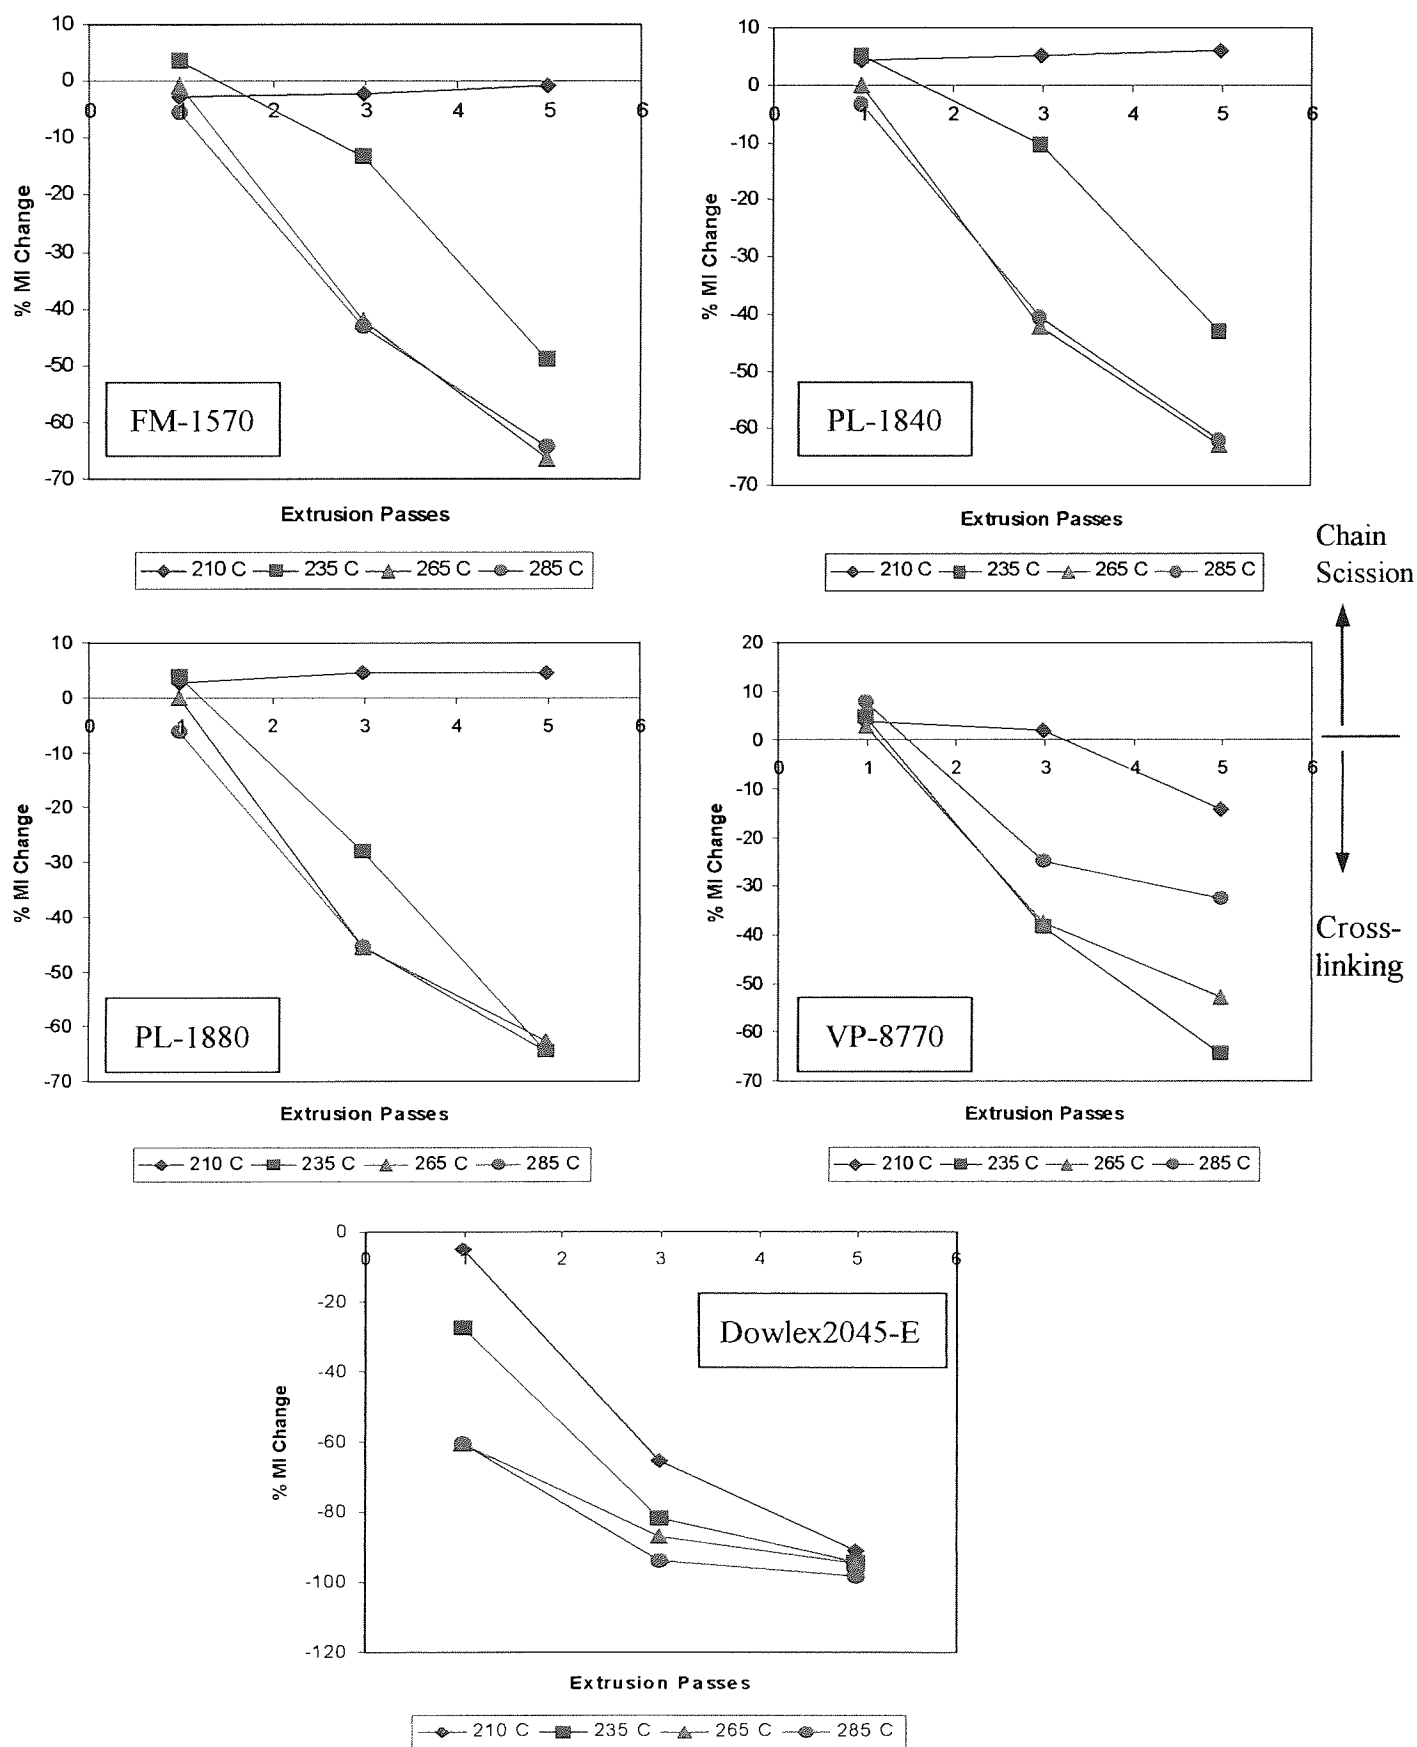 10
0
-10
-20
-30
-40
-50
-60
-70
0 1 2 3 4 5 6
% MI Change
FM-1570
Extrusion Passes
210 C 235 C 265 C 285 C
10
0
-10
-20
-30
-40
-50
-60
-70
0 1 2 3 4 5 6
% MI Change
PL-1840
Extrusion Passes
210 C 235 C 265 C 285 C
Chain
Scission
10
0
-10
-20
-30
-40
-50
-60
-70
0 1 2 3 4 5 6
% MI Change
PL-1880
Extrusion Passes
210 C 235 C 265 C 285 C
20
10
0
-10
-20
-30
-40
-50
-60
-70
0 1 2 3 4 5 6
% MI Change
VP-8770
Extrusion Passes
210 C 235 C 265 C 285 C
Cross-
linking
0
-20
-40
-60
-80
-100
-120
0 1 2 3 4 5 6
% MI Change
Dowlex2045-E
Extrusion Passes
210 C 235 C 265 C 285 C